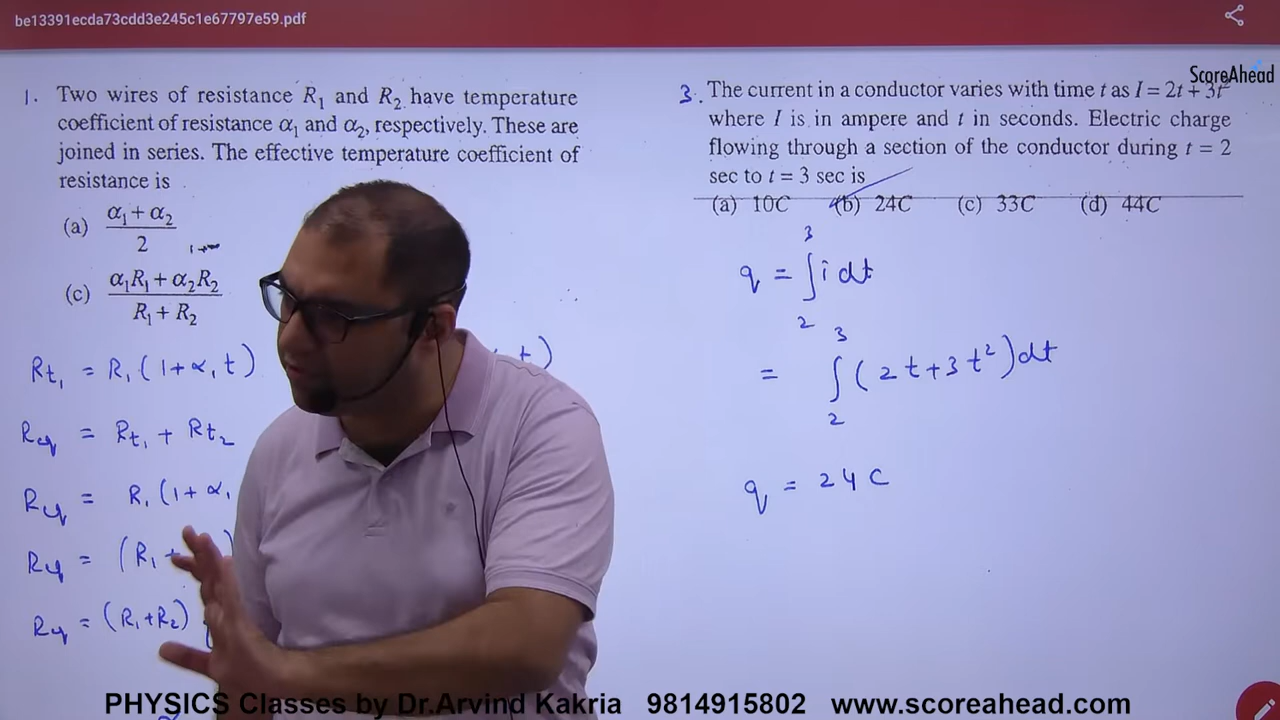 be13391ecda73cdd3e245c1e67797e59.pdf
ScoreAhead
1. Two wires of resistance R₁ and R₂ have temperature
coefficient of resistance α₁ and α₂, respectively. These are
joined in series. The effective temperature coefficient of
resistance is
(a) α₁ + α₂
2
(c) α₁R₁ + α₂R₂
R₁ + R₂
Rt₁ = R₁(1+α₁t)
t)
Req = Rt₁ + Rt₂
Req = R₁(1+α₁
Req = (R₁ +
Req = (R₁+R₂)
3. The current in a conductor varies with time t as I = 2t + 3t²
where I is in ampere and t in seconds. Electric charge
flowing through a section of the conductor during t = 2
sec to t = 3 sec is
(a) 10C (b) 24C (c) 33C (d) 44C
3
q = ∫ i dt
2
3
= ∫ (2t+3t²)dt
2
q = 24 C
PHYSICS Classes by Dr.Arvind Kakria 9814915802 www.scoreahead.com